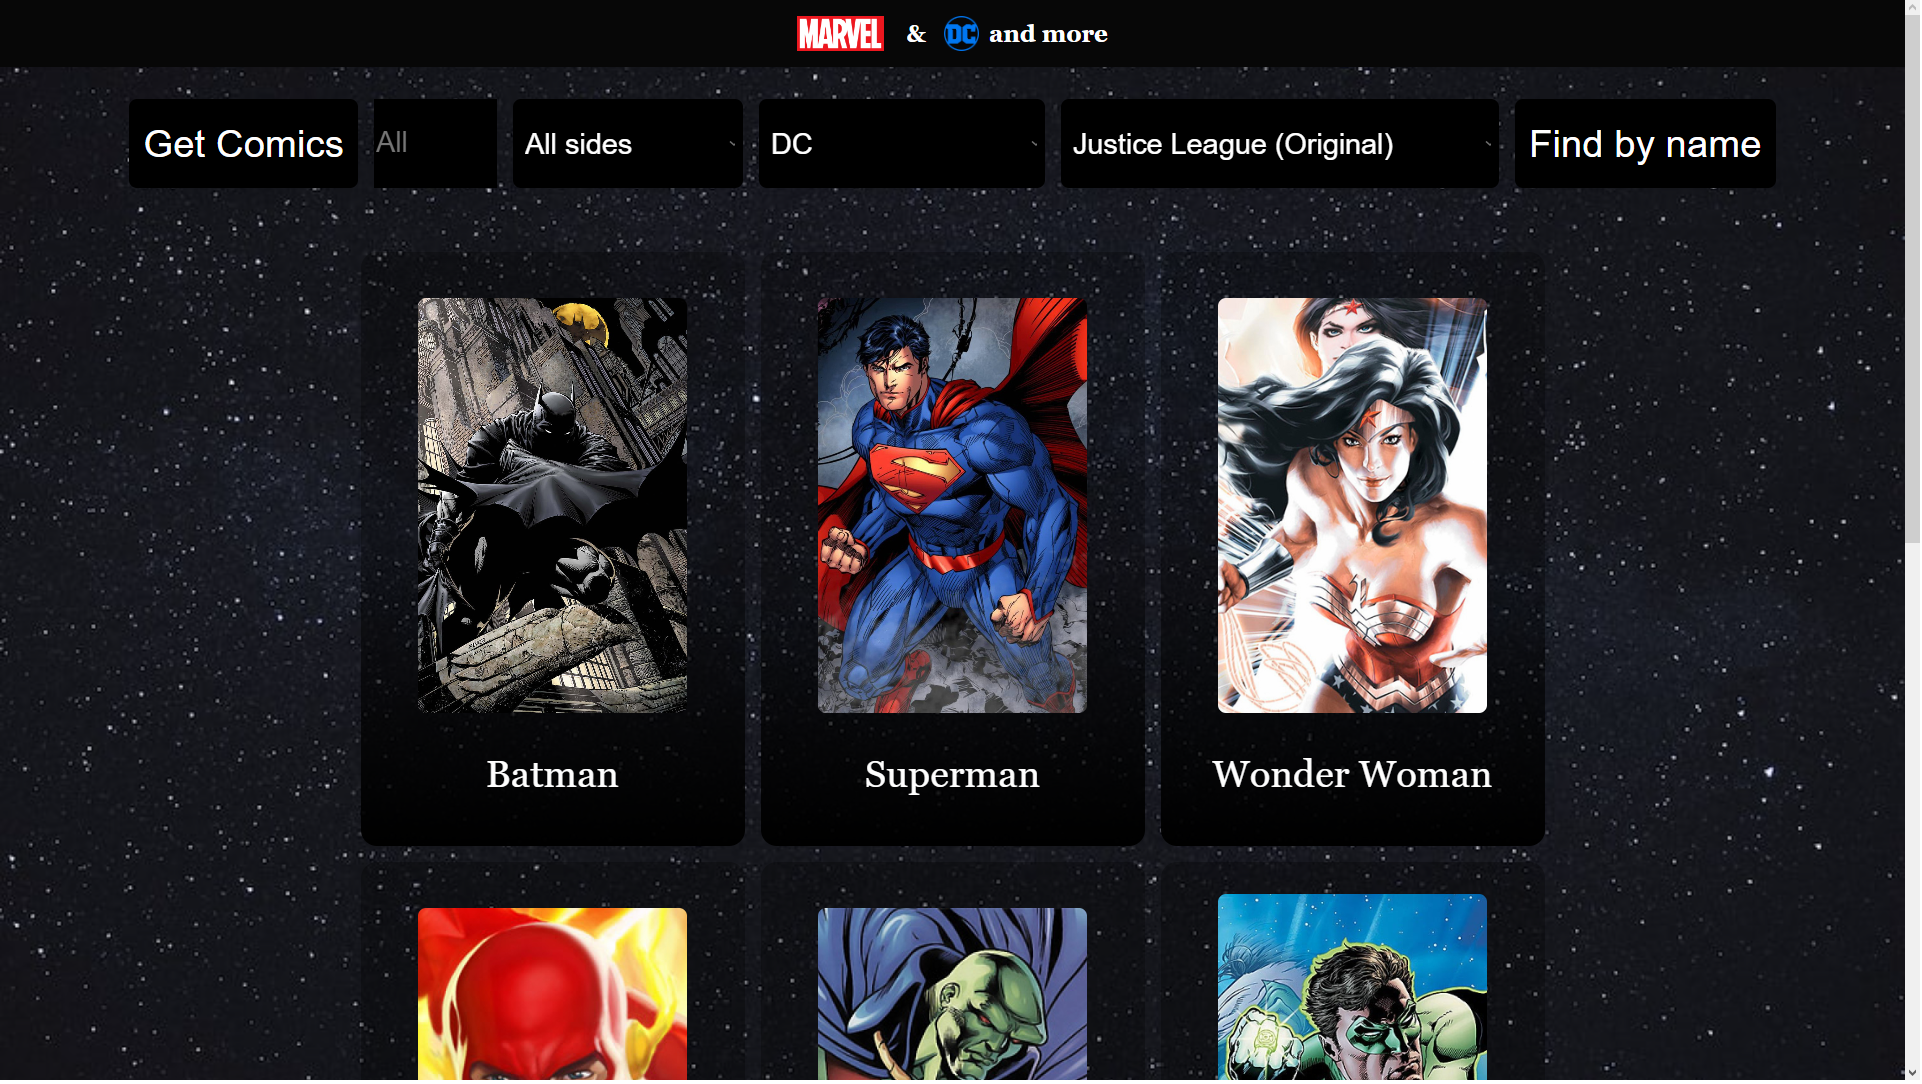 MARVEL & DC and more
Get Comics All All sides DC Justice League (Original) Find by name
Batman Superman Wonder Woman